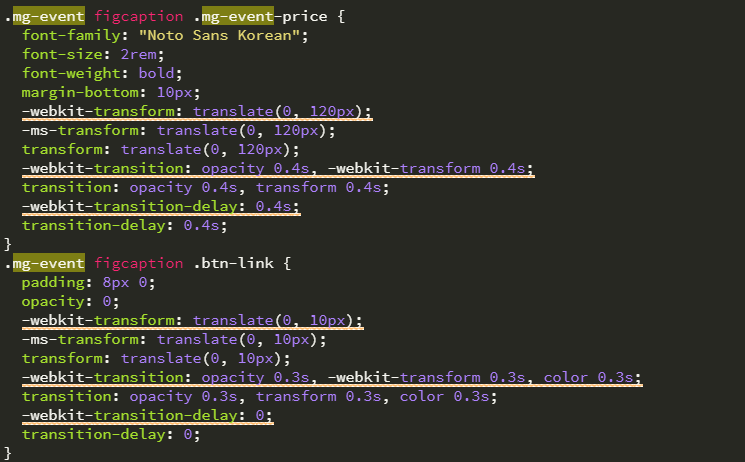 .mg-event figcaption .mg-event-price {
font-family: "Noto Sans Korean";
font-size: 2rem;
font-weight: bold;
margin-bottom: 10px;
-webkit-transform: translate(0, 120px);
-ms-transform: translate(0, 120px);
transform: translate(0, 120px);
-webkit-transition: opacity 0.4s, -webkit-transform 0.4s;
transition: opacity 0.4s, transform 0.4s;
-webkit-transition-delay: 0.4s;
transition-delay: 0.4s;
}
.mg-event figcaption .btn-link {
padding: 8px 0;
opacity: 0;
-webkit-transform: translate(0, 10px);
-ms-transform: translate(0, 10px);
transform: translate(0, 10px);
-webkit-transition: opacity 0.3s, -webkit-transform 0.3s, color 0.3s;
transition: opacity 0.3s, transform 0.3s, color 0.3s;
-webkit-transition-delay: 0;
transition-delay: 0;
}